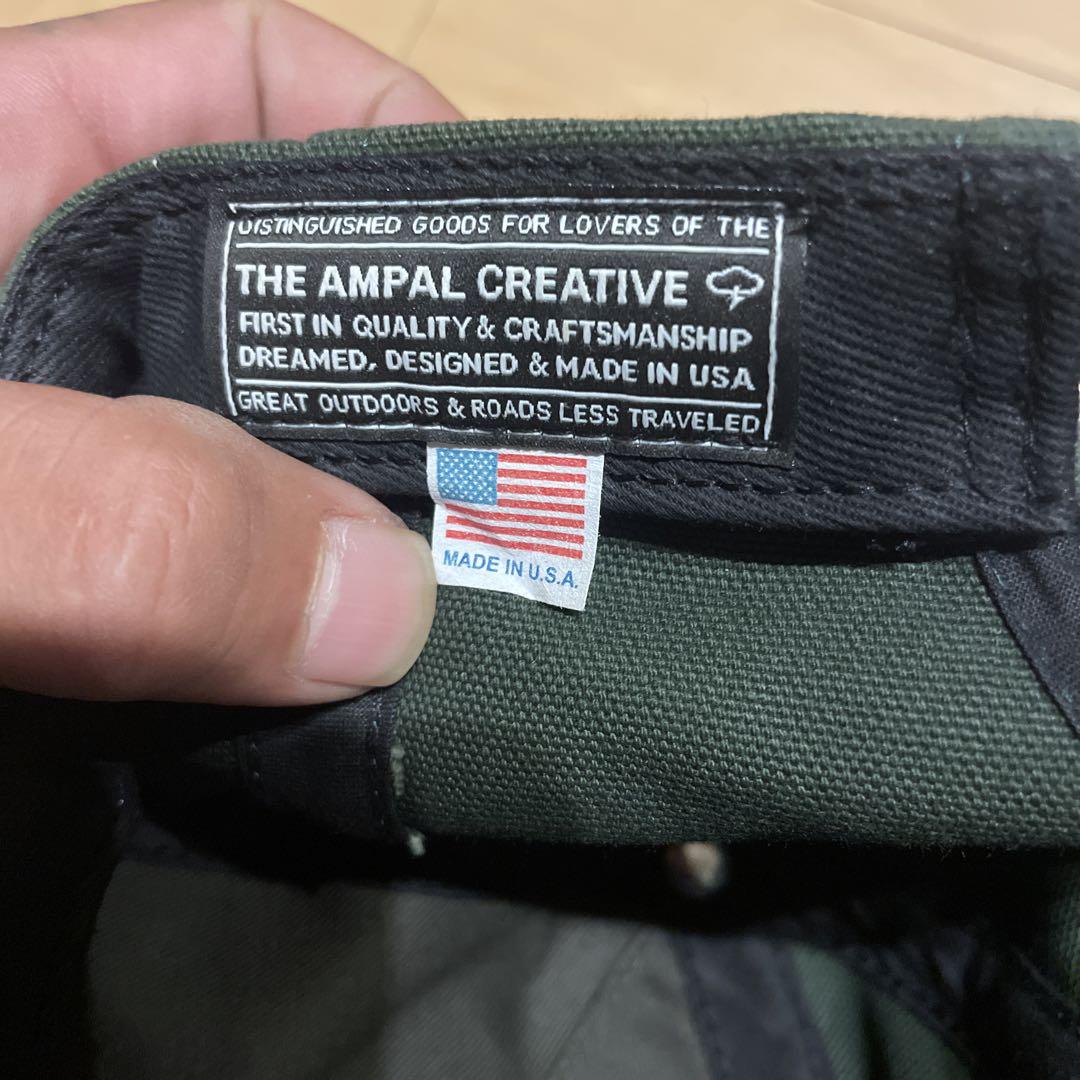 DISTINGUISHED GOODS FOR LOVERS OF THE
THE AMPAL CREATIVE
FIRST IN QUALITY & CRAFTSMANSHIP
DREAMED, DESIGNED & MADE IN USA
GREAT OUTDOORS & ROADS LESS TRAVELED
MADE IN U.S.A.